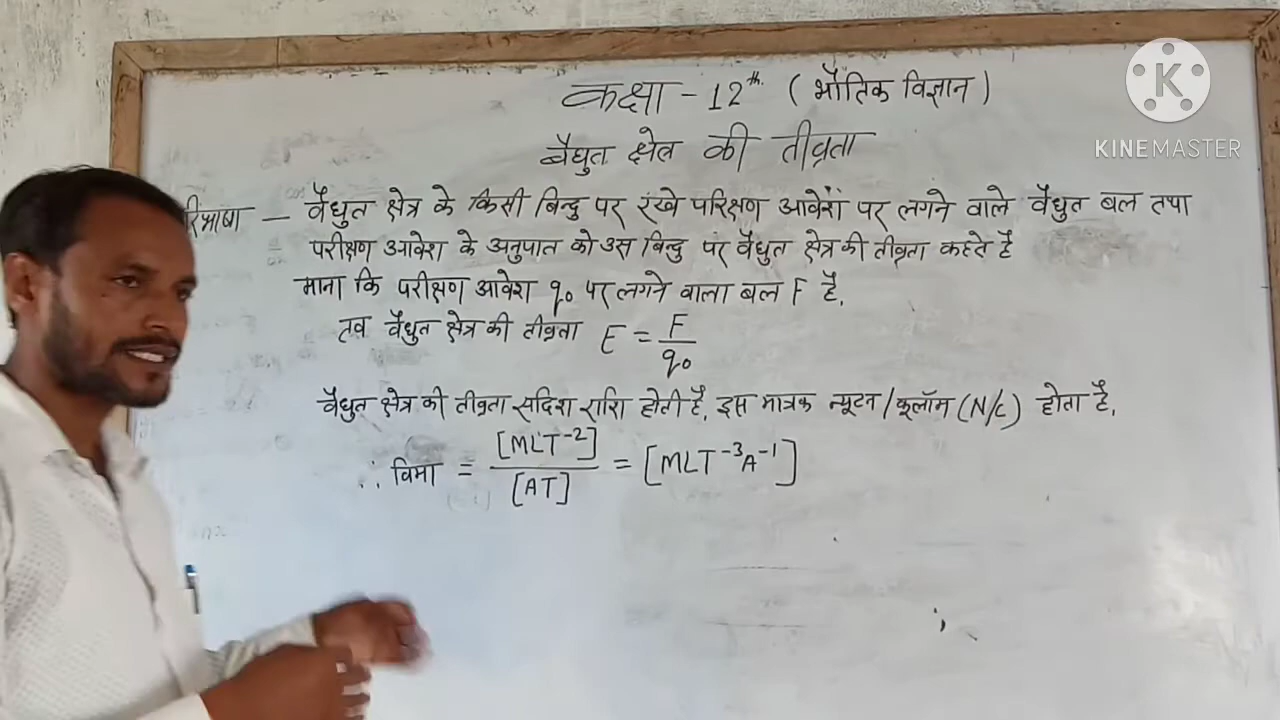 कक्षा - 12th. (भौतिक विज्ञान)
K
KINEMASTER
वैधुत क्षेत्र की तीव्रता
रिभाषा — वैधुत क्षेत्र के किसी बिन्दु पर रखे परिक्षण आवेशों पर लगने वाले वैधुत बल तथा
परीक्षण आवेश के अनुपात को उस बिन्दु पर वैधुत क्षेत्र की तीव्रता कहते है
माना कि परीक्षण आवेश q₀ पर लगने वाला बल F है.
तब वैधुत क्षेत्र की तीव्रता E = F/q₀
वैधुत क्षेत्र की तीव्रता सदिश राशि होती है. इस मात्रक न्यूटन/कूलॉम (N/C) होता है.
∴ विमा = [MLT⁻²]/[AT] = [MLT⁻³A⁻¹]